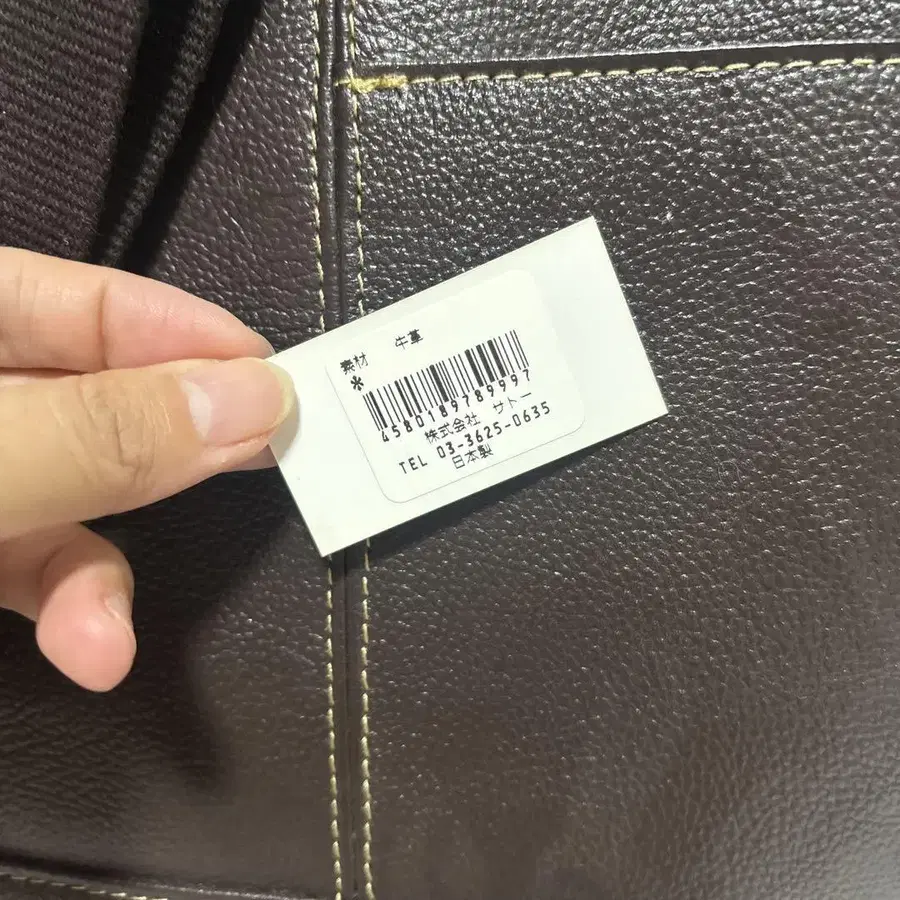 素材 牛革
*
4580189789997
株式会社 サトー
TEL 03-3625-0635
日本製